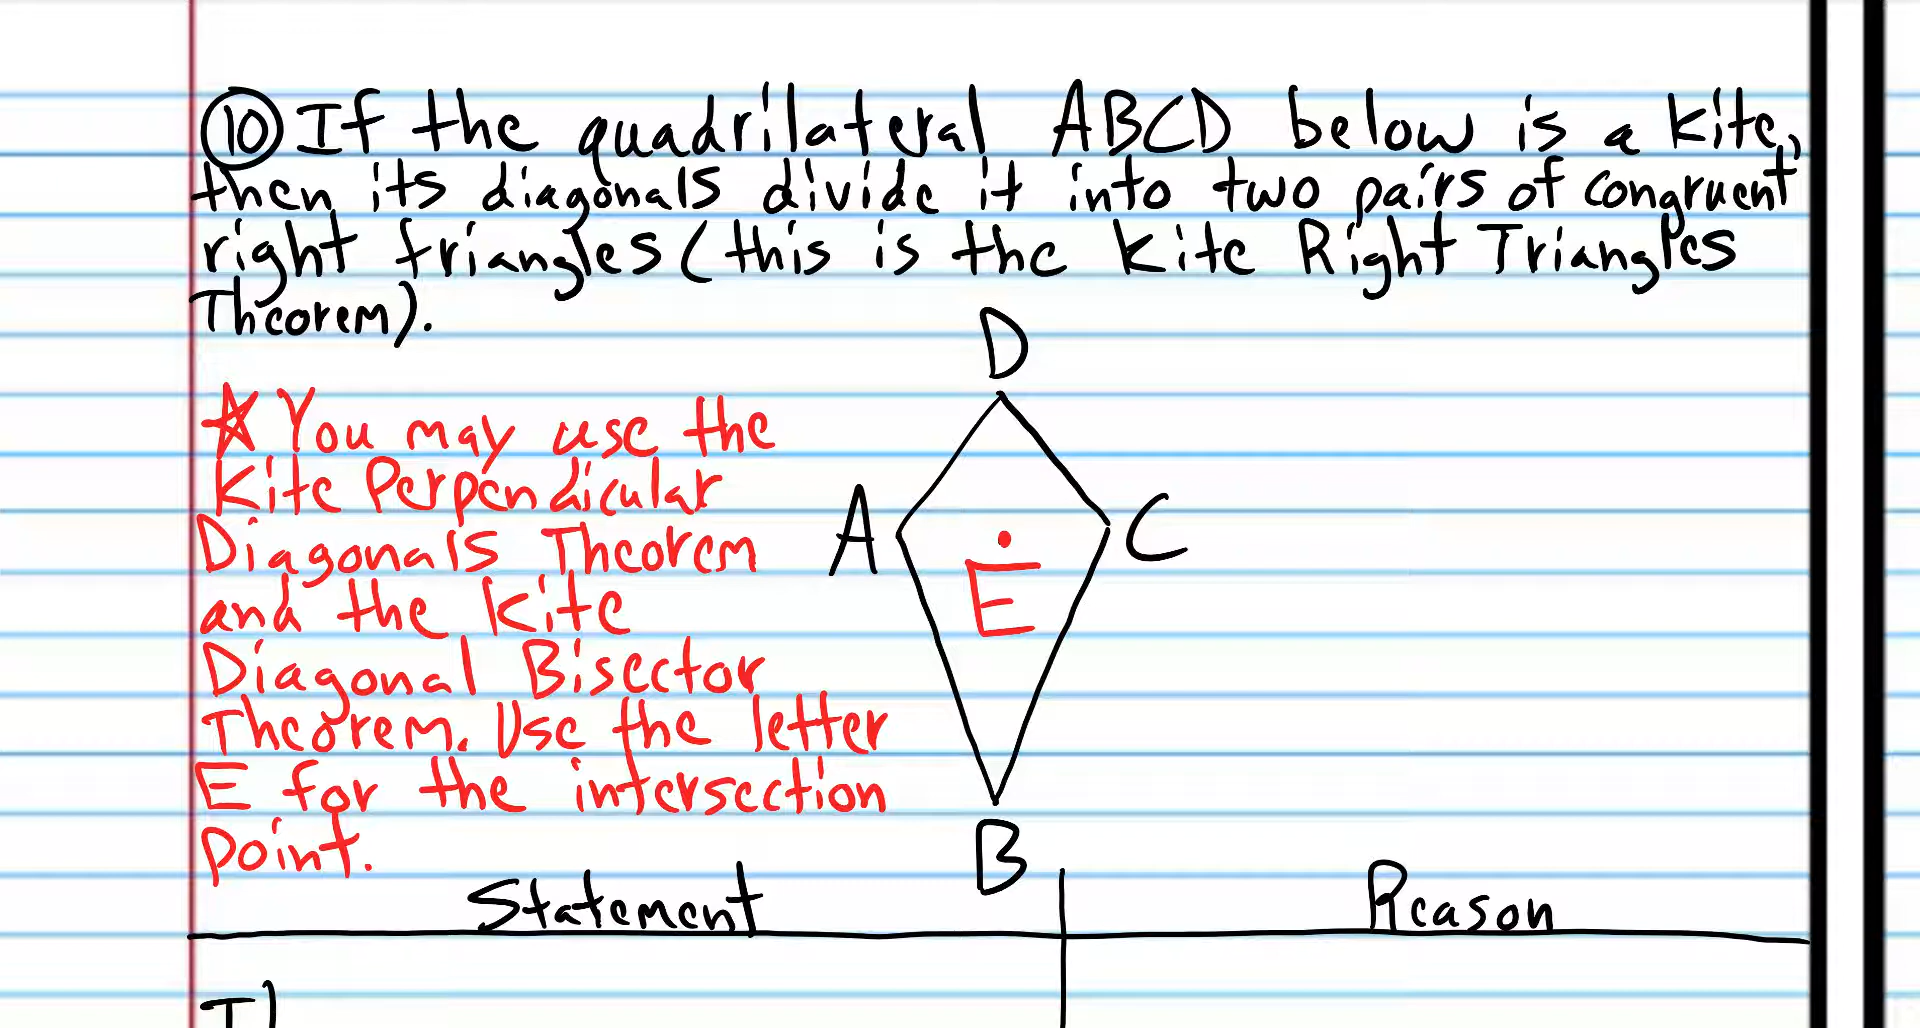 10 If the quadrilateral ABCD below is a kite,
then its diagonals divide it into two pairs of congruent
right triangles (this is the Kite Right Triangles
Theorem).
D
☆ You may use the
Kite Perpendicular
Diagonals Theorem
A
C
and the Kite
E
Diagonal Bisector
Theorem. Use the letter
E for the intersection
point.
B
Statement Reason
I)